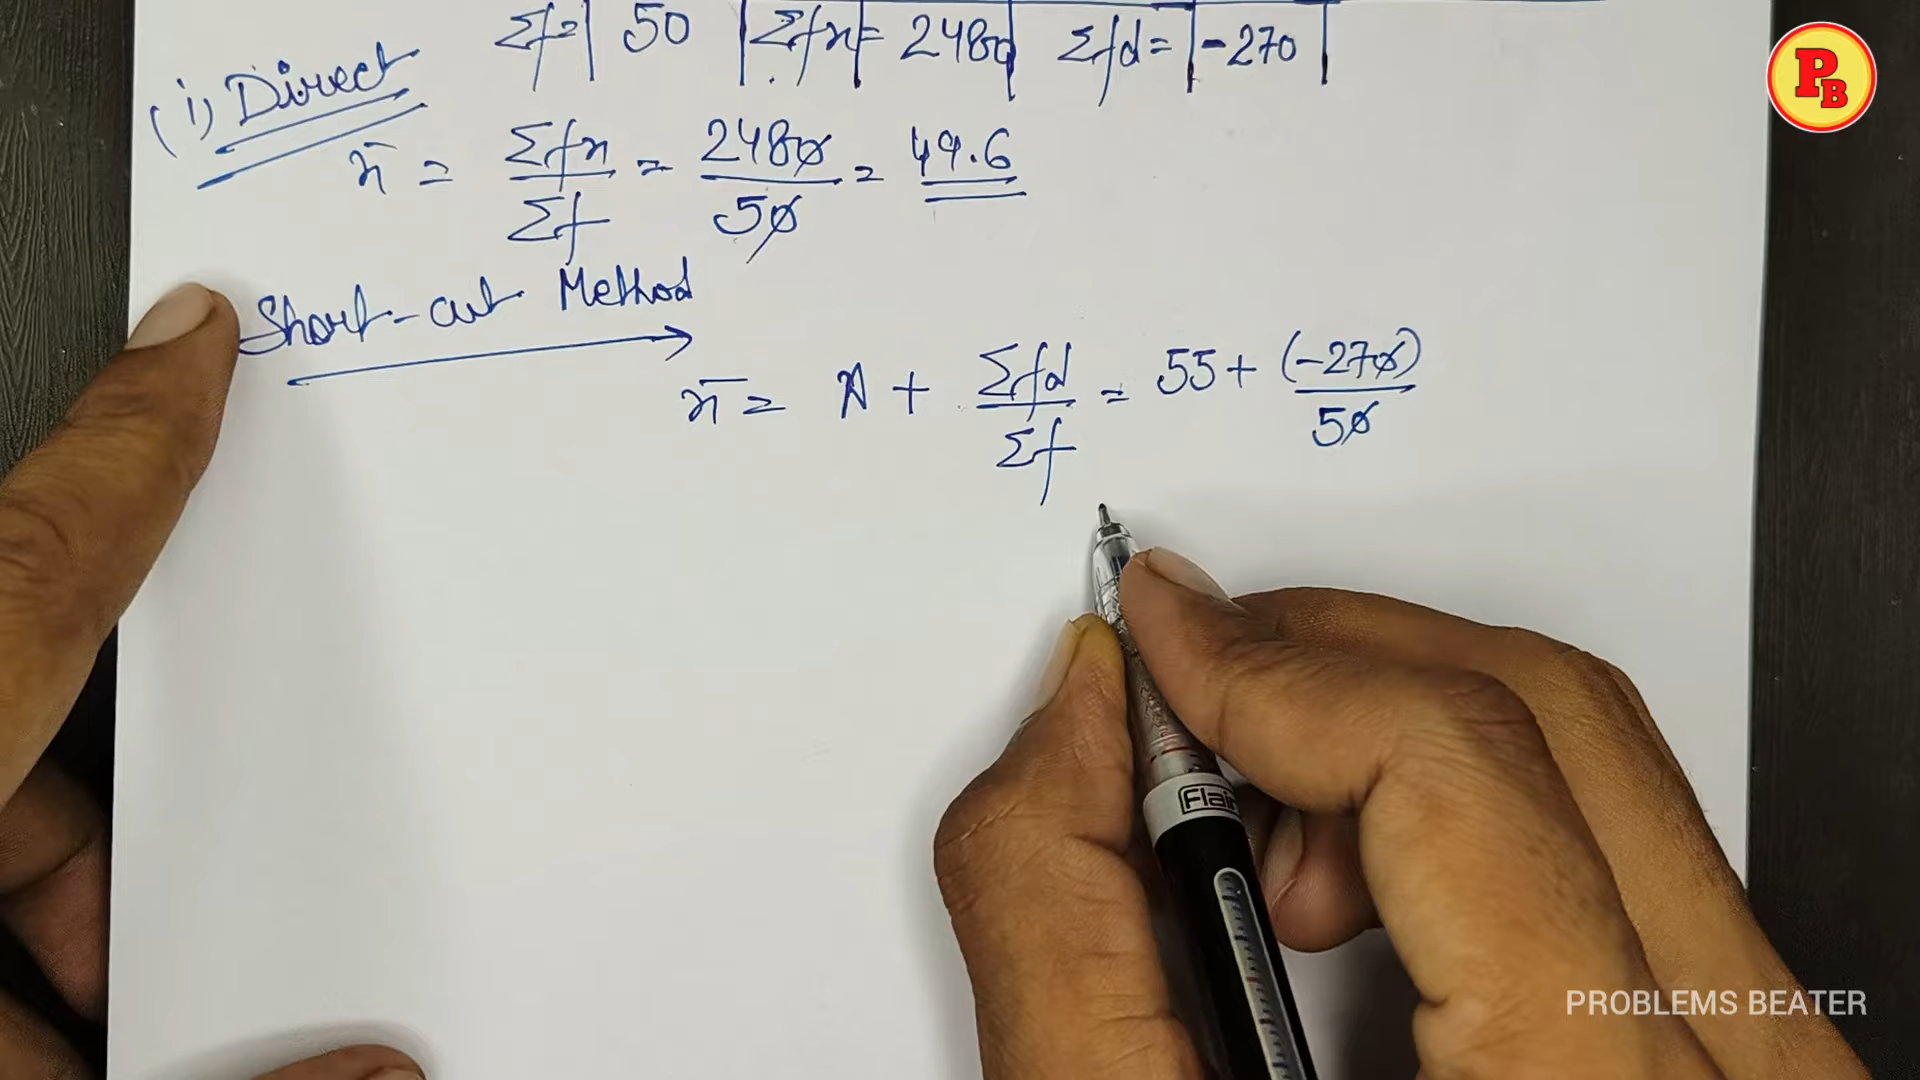 Σf= 50 Σfx= 2480 Σfd= -270
(i) Direct
x̄ = Σfx/Σf = 2480/50 = 49.6
Short-cut Method
x̄ = A + Σfd/Σf = 55 + (-270)/50
Flair
PB
PROBLEMS BEATER